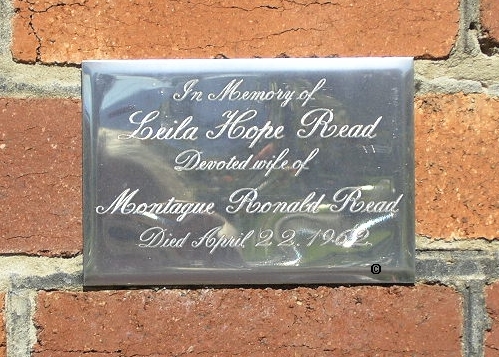 In Memory of
Leila Hope Read
Devoted wife of
Montague Ronald Read
Died April 22. 1962
©